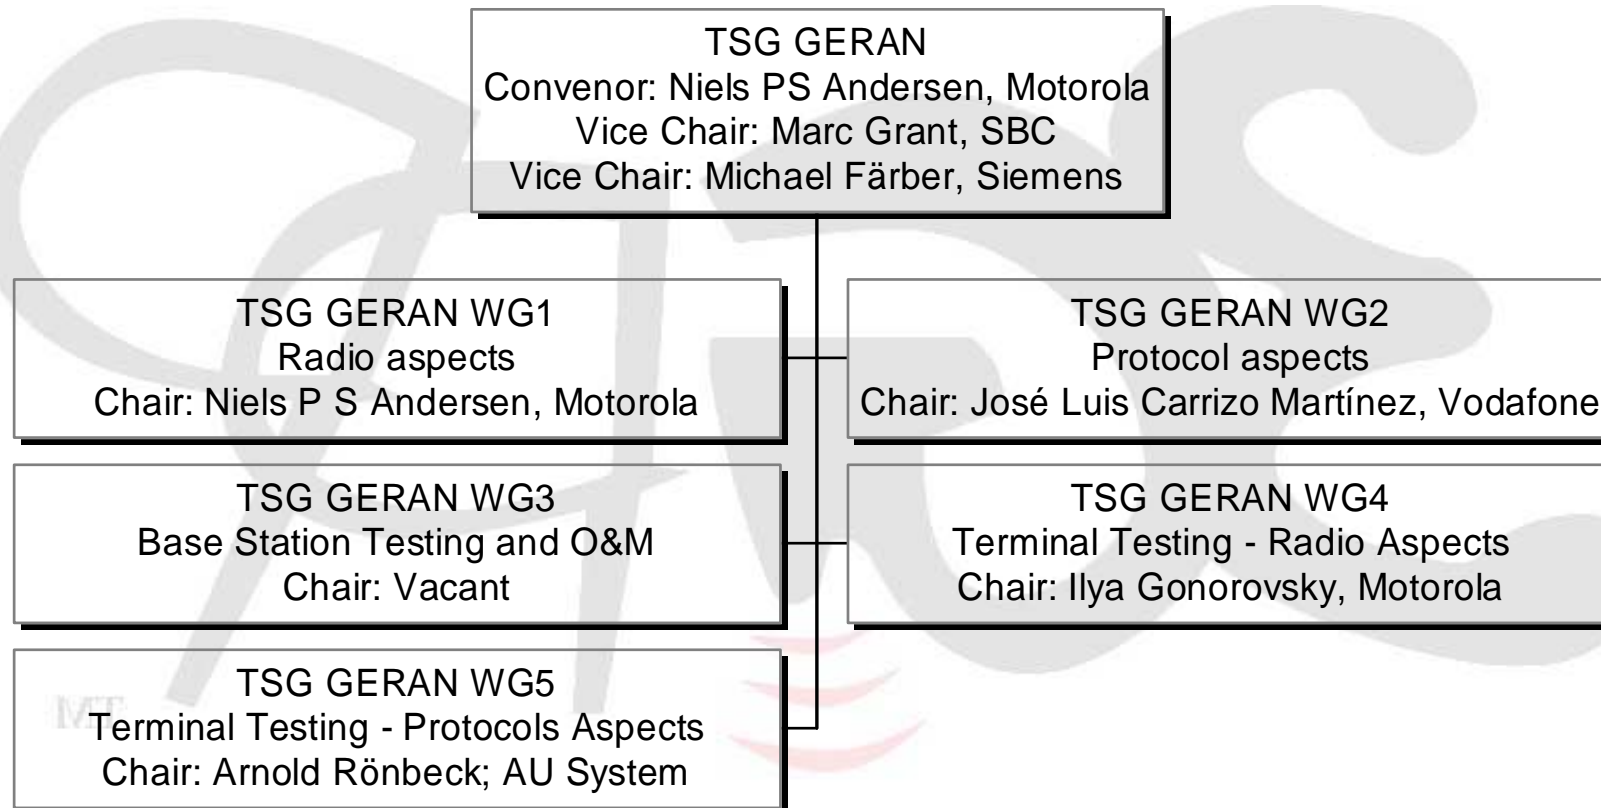 TSG GERAN
Convenor: Niels PS Andersen, Motorola
Vice Chair: Marc Grant, SBC
Vice Chair: Michael Färber, Siemens
TSG GERAN WG1
Radio aspects
Chair: Niels P S Andersen, Motorola
TSG GERAN WG2
Protocol aspects
Chair: José Luis Carrizo Martínez, Vodafone
TSG GERAN WG3
Base Station Testing and O&M
Chair: Vacant
TSG GERAN WG4
Terminal Testing - Radio Aspects
Chair: Ilya Gonorovsky, Motorola
TSG GERAN WG5
Terminal Testing - Protocols Aspects
Chair: Arnold Rönbeck; AU System